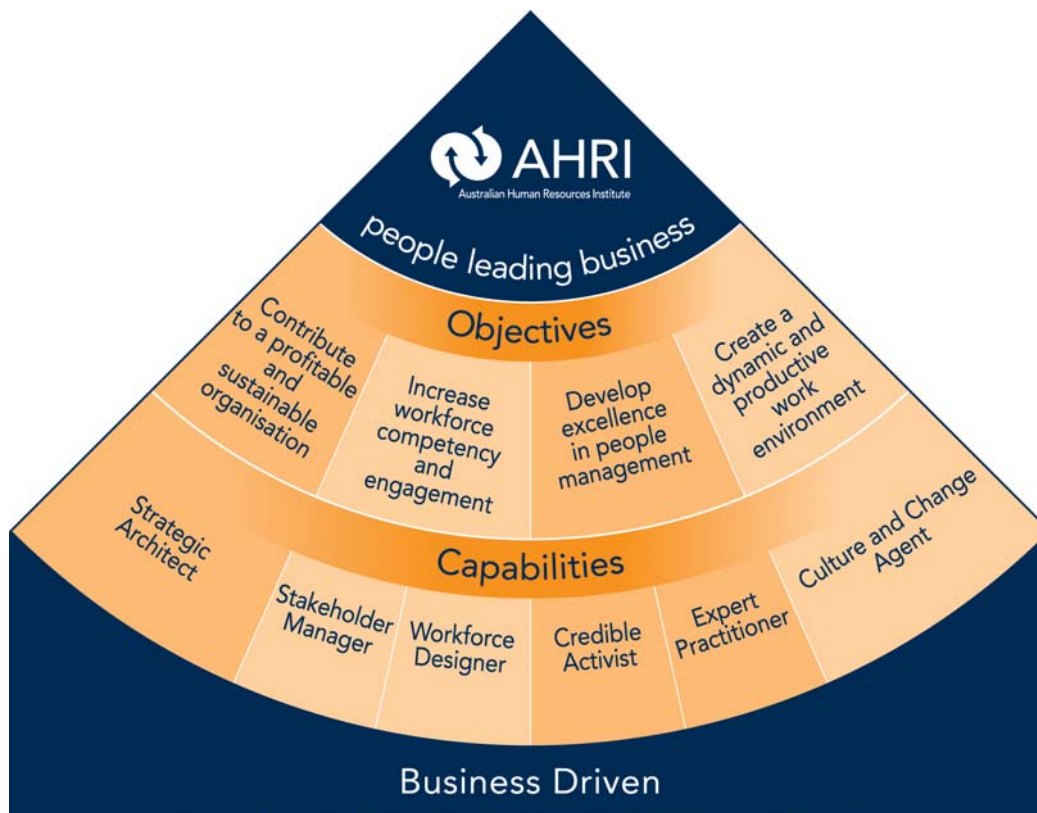 AHRI
Australian Human Resources Institute
people leading business
Objectives
Contribute
to a profitable
and
sustainable
organisation
Increase
workforce
competency
and
engagement
Develop
excellence
in people
management
Create a
dynamic and
productive
work
environment
Capabilities
Strategic
Architect
Stakeholder
Manager
Workforce
Designer
Credible
Activist
Expert
Practitioner
Culture and Change
Agent
Business Driven